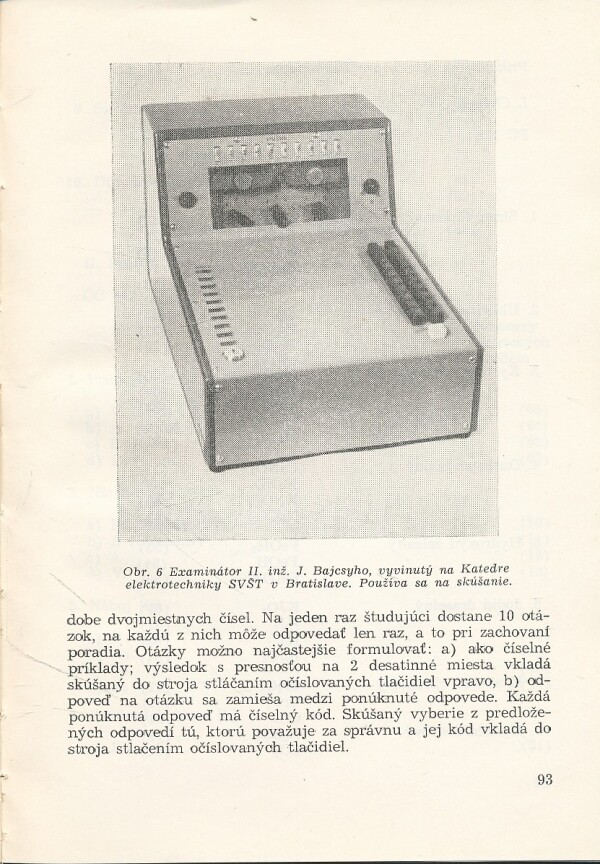 Obr. 6 Examinátor II. inž. J. Bajcsyho, vyvinutý na Katedre
elektrotechniky SVŠT v Bratislave. Používa sa na skúšanie.
dobe dvojmiestnych čísel. Na jeden raz študujúci dostane 10 otá-
zok, na každú z nich môže odpovedať len raz, a to pri zachovaní
poradia. Otázky možno najčastejšie formulovať: a) ako číselné
príklady; výsledok s presnosťou na 2 desatinné miesta vkladá
skúšaný do stroja stláčaním očíslovaných tlačidiel vpravo, b) od-
poveď na otázku sa zamieša medzi ponúknuté odpovede. Každá
ponúknutá odpoveď má číselný kód. Skúšaný vyberie z predlože-
ných odpovedí tú, ktorú považuje za správnu a jej kód vkladá do
stroja stlačením očíslovaných tlačidiel.
93